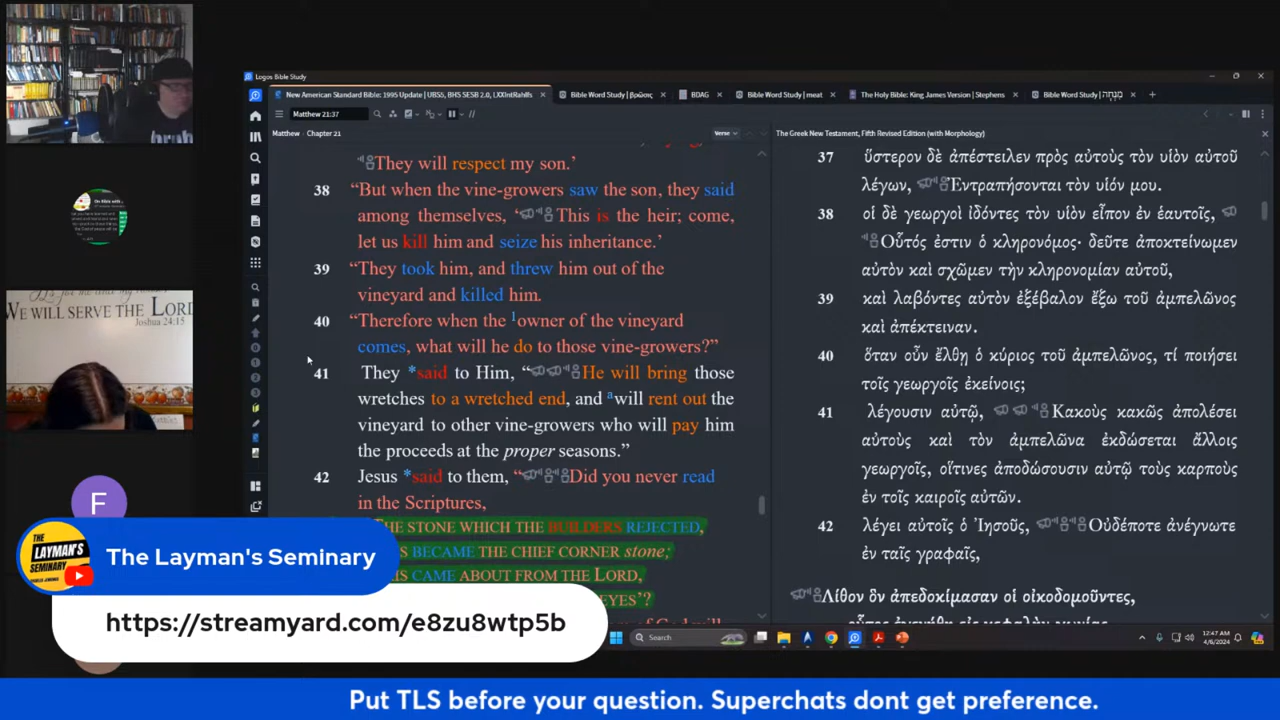 Logos Bible Study
New American Standard Bible: 1995 Update | UBS5, BHS SESB 2.0, LXXIntRahlfs
Bible Word Study | βρῶσις
BDAG
Bible Word Study | meat
The Holy Bible: King James Version | Stephens
Bible Word Study | מִנְחָה
Matthew 21:37
Matthew
Chapter 21
Verse
The Greek New Testament, Fifth Revised Edition (with Morphology)
They will respect my son.’
38 “But when the vine-growers saw the son, they said
among themselves, ‘This is the heir; come,
let us kill him and seize his inheritance.’
39 “They took him, and threw him out of the
vineyard and killed him.
40 “Therefore when the 1owner of the vineyard
comes, what will he do to those vine-growers?”
41 They *said to Him, “He will bring those
wretches to a wretched end, and awill rent out the
vineyard to other vine-growers who will pay him
the proceeds at the proper seasons.”
42 Jesus *said to them, “Did you never read
in the Scriptures,
THE STONE WHICH THE BUILDERS REJECTED,
BECAME THE CHIEF CORNER stone;
CAME ABOUT FROM THE LORD,
EYES’?
37 ὕστερον δὲ ἀπέστειλεν πρὸς αὐτοὺς τὸν υἱὸν αὐτοῦ
λέγων, Ἐντραπήσονται τὸν υἱόν μου.
38 οἱ δὲ γεωργοὶ ἰδόντες τὸν υἱὸν εἶπον ἐν ἑαυτοῖς,
Οὗτός ἐστιν ὁ κληρονόμος· δεῦτε ἀποκτείνωμεν
αὐτὸν καὶ σχῶμεν τὴν κληρονομίαν αὐτοῦ,
39 καὶ λαβόντες αὐτὸν ἐξέβαλον ἔξω τοῦ ἀμπελῶνος
καὶ ἀπέκτειναν.
40 ὅταν οὖν ἔλθῃ ὁ κύριος τοῦ ἀμπελῶνος, τί ποιήσει
τοῖς γεωργοῖς ἐκείνοις;
41 λέγουσιν αὐτῷ, Κακοὺς κακῶς ἀπολέσει
αὐτοὺς καὶ τὸν ἀμπελῶνα ἐκδώσεται ἄλλοις
γεωργοῖς, οἵτινες ἀποδώσουσιν αὐτῷ τοὺς καρποὺς
ἐν τοῖς καιροῖς αὐτῶν.
42 λέγει αὐτοῖς ὁ Ἰησοῦς, Οὐδέποτε ἀνέγνωτε
ἐν ταῖς γραφαῖς,
Λίθον ὃν ἀπεδοκίμασαν οἱ οἰκοδομοῦντες,
WE WILL SERVE THE LORD
Joshua 24:15
F
THE
LAYMAN'S
SEMINARY
The Layman's Seminary
https://streamyard.com/e8zu8wtp5b
Search
12:47 AM
4/6/2024
Put TLS before your question. Superchats dont get preference.